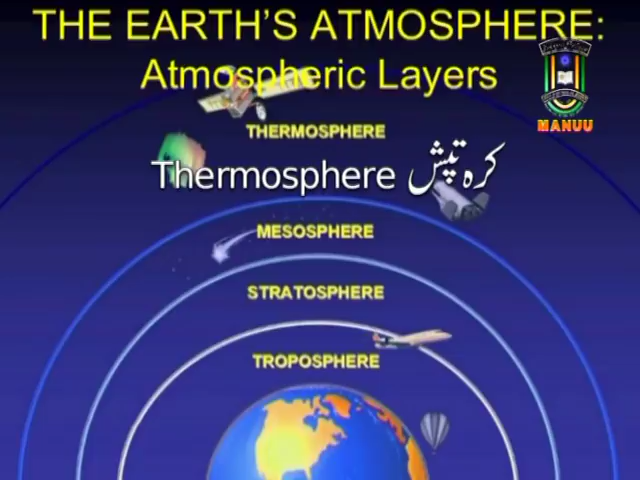 THE EARTH'S ATMOSPHERE:
Atmospheric Layers
MANUU
THERMOSPHERE
Thermosphere کرہ تپش
MESOSPHERE
STRATOSPHERE
TROPOSPHERE